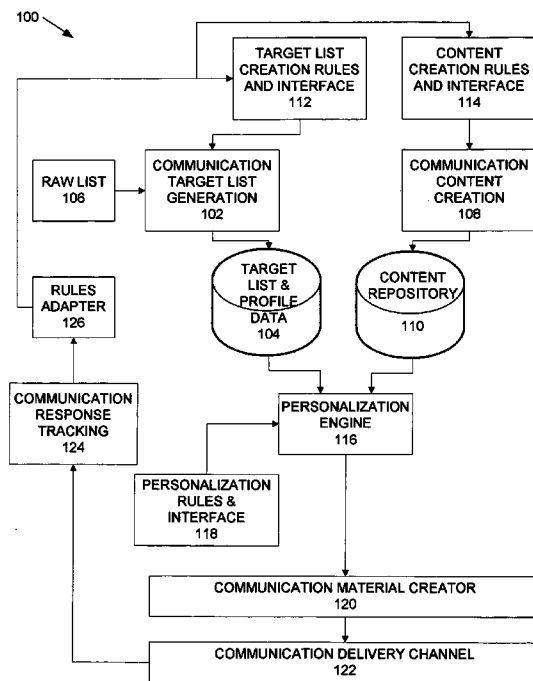 100
TARGET LIST
CREATION RULES
AND INTERFACE
112
CONTENT
CREATION RULES
AND INTERFACE
114
RAW LIST
106
COMMUNICATION
TARGET LIST
GENERATION
102
COMMUNICATION
CONTENT
CREATION
108
RULES
ADAPTER
126
TARGET
LIST &
PROFILE
DATA
104
CONTENT
REPOSITORY
110
COMMUNICATION
RESPONSE
TRACKING
124
PERSONALIZATION
ENGINE
116
PERSONALIZATION
RULES &
INTERFACE
118
COMMUNICATION MATERIAL CREATOR
120
COMMUNICATION DELIVERY CHANNEL
122